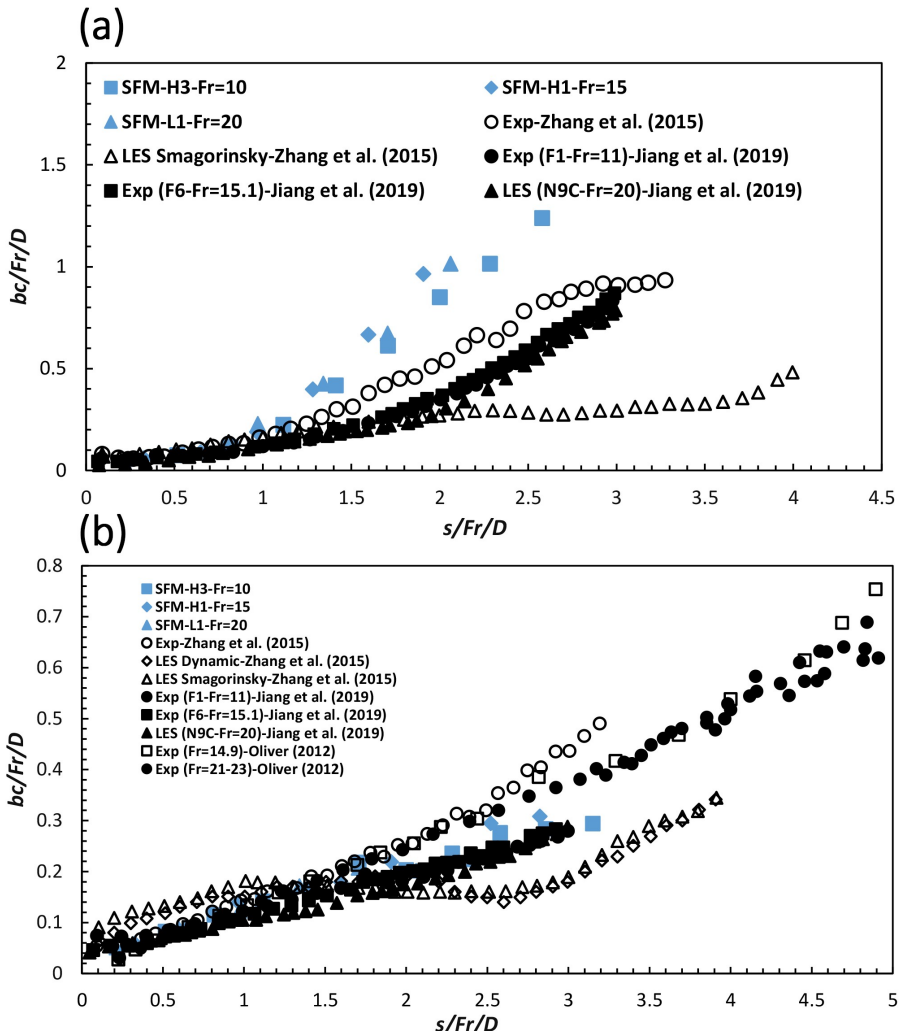 (a)
2
SFM-H3-Fr=10 SFM-H1-Fr=15
SFM-L1-Fr=20 Exp-Zhang et al. (2015)
1.5
LES Smagorinsky-Zhang et al. (2015) Exp (F1-Fr=11)-Jiang et al. (2019)
Exp (F6-Fr=15.1)-Jiang et al. (2019) LES (N9C-Fr=20)-Jiang et al. (2019)
bc/Fr/D
1
0.5
0
0 0.5 1 1.5 2 2.5 3 3.5 4 4.5
s/Fr/D
(b)
0.8
SFM-H3-Fr=10
SFM-H1-Fr=15
0.7
SFM-L1-Fr=20
Exp-Zhang et al. (2015)
LES Dynamic-Zhang et al. (2015)
0.6
LES Smagorinsky-Zhang et al. (2015)
Exp (F1-Fr=11)-Jiang et al. (2019)
Exp (F6-Fr=15.1)-Jiang et al. (2019)
0.5
LES (N9C-Fr=20)-Jiang et al. (2019)
Exp (Fr=14.9)-Oliver (2012)
Exp (Fr=21-23)-Oliver (2012)
bc/Fr/D
0.4
0.3
0.2
0.1
0
0 0.5 1 1.5 2 2.5 3 3.5 4 4.5 5
s/Fr/D